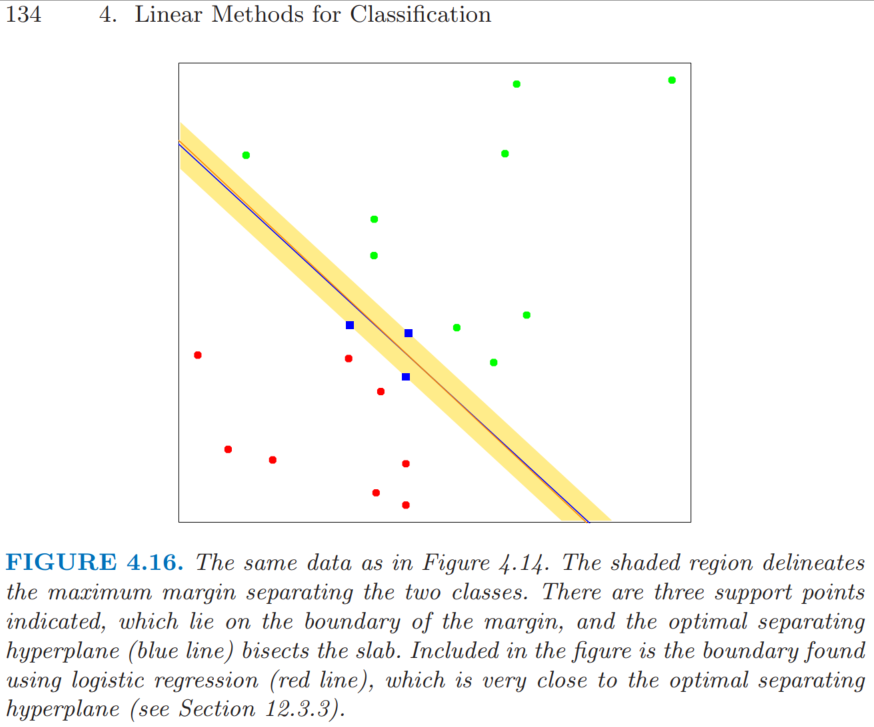 134 4. Linear Methods for Classification
FIGURE 4.16. The same data as in Figure 4.14. The shaded region delineates
the maximum margin separating the two classes. There are three support points
indicated, which lie on the boundary of the margin, and the optimal separating
hyperplane (blue line) bisects the slab. Included in the figure is the boundary found
using logistic regression (red line), which is very close to the optimal separating
hyperplane (see Section 12.3.3).